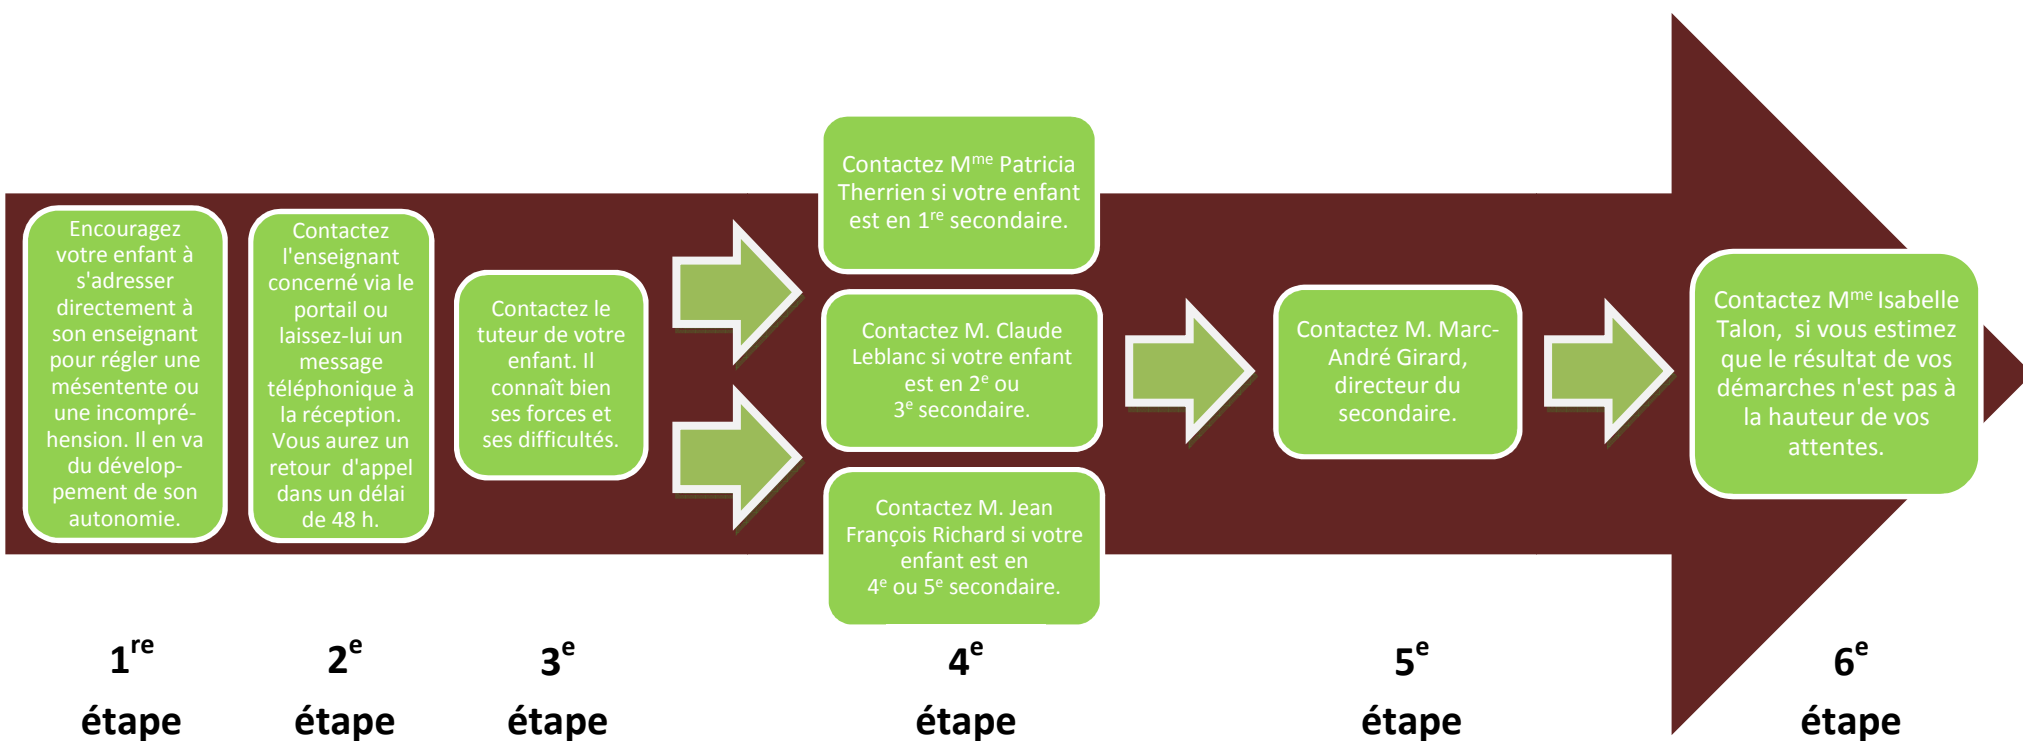 Encouragez
votre enfant à
s'adresser
directement à
son enseignant
pour régler une
mésentente ou
une incompré-
hension. Il en va
du dévelop-
pement de son
autonomie.
Contactez
l'enseignant
concerné via le
portail ou
laissez-lui un
message
téléphonique à
la réception.
Vous aurez un
retour d'appel
dans un délai
de 48 h.
Contactez le
tuteur de votre
enfant. Il
connaît bien
ses forces et
ses difficultés.
Contactez Mme Patricia
Therrien si votre enfant
est en 1re secondaire.
Contactez M. Claude
Leblanc si votre enfant
est en 2e ou
3e secondaire.
Contactez M. Jean
François Richard si votre
enfant est en
4e ou 5e secondaire.
Contactez M. Marc-
André Girard,
directeur du
secondaire.
Contactez Mme Isabelle
Talon, si vous estimez
que le résultat de vos
démarches n'est pas à
la hauteur de vos
attentes.
1re
étape
2e
étape
3e
étape
4e
étape
5e
étape
6e
étape